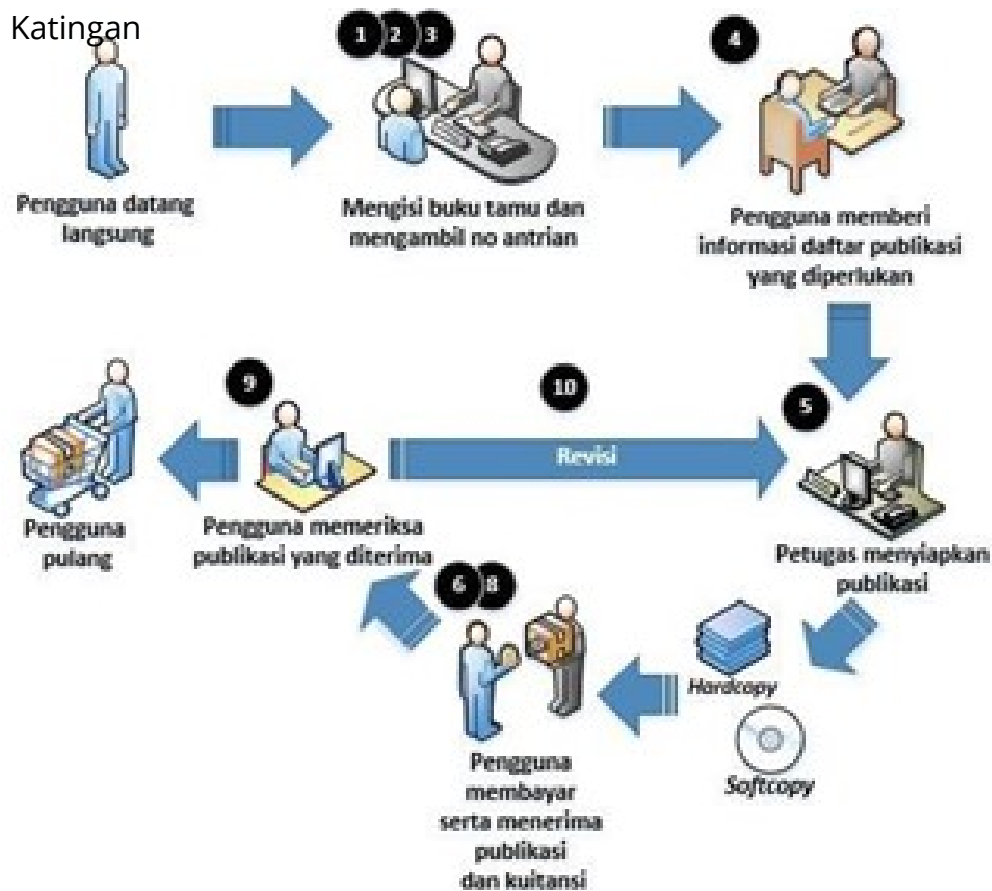 Katingan
1 2 3
4
Pengguna datang
langsung
Mengisi buku tamu dan
mengambil no antrian
Pengguna memberi
informasi daftar publikasi
yang diperlukan
9
10
5
Revisi
Pengguna
pulang
Pengguna memeriksa
publikasi yang diterima
Petugas menyiapkan
publikasi
6 8
Hardcopy
Softcopy
Pengguna
membayar
serta menerima
publikasi
dan kuitansi